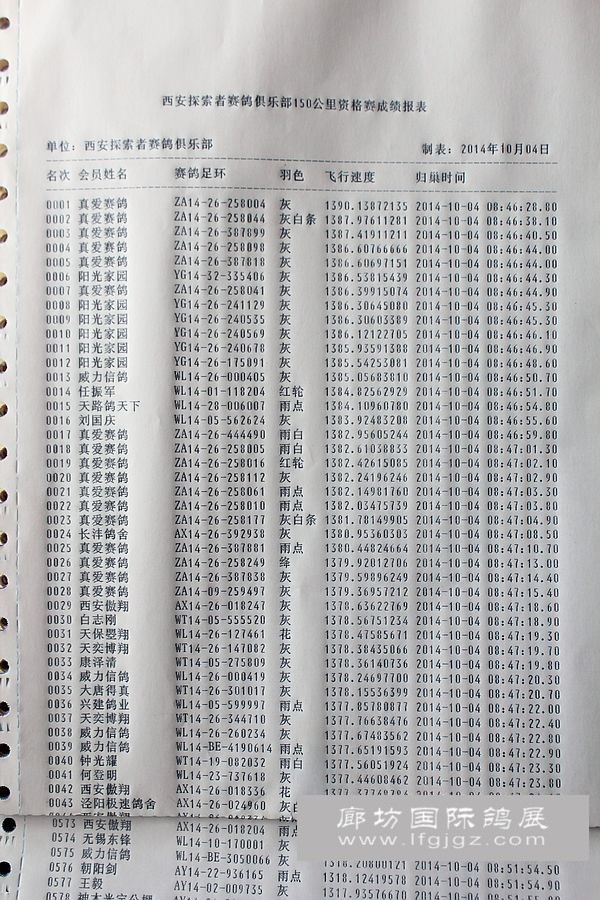 西安探索者赛鸽俱乐部150公里资格赛成绩报表
单位: 西安探索者赛鸽俱乐部 制表: 2014年10月04日
名次 会员姓名 赛鸽足环 羽色 飞行速度 归巢时间
0001 真爱赛鸽 ZA14-26-258004 灰 1390.13872135 2014-10-04 08:46:28.80
0002 真爱赛鸽 ZA14-26-258044 灰白条 1387.97611281 2014-10-04 08:46:38.10
0003 真爱赛鸽 ZA14-26-387899 灰 1387.41911211 2014-10-04 08:46:40.50
0004 真爱赛鸽 ZA14-26-258098 灰 1386.60766666 2014-10-04 08:46:44.00
0005 真爱赛鸽 ZA14-26-387818 灰 1386.60697151 2014-10-04 08:46:44.00
0006 阳光家园 YG14-32-335406 灰 1386.53815439 2014-10-04 08:46:44.30
0007 真爱赛鸽 ZA14-26-258041 灰 1386.39915074 2014-10-04 08:46:44.90
0008 阳光家园 YG14-26-241129 灰 1386.30645080 2014-10-04 08:46:45.30
0009 阳光家园 YG14-26-240535 灰 1386.30603389 2014-10-04 08:46:45.30
0010 阳光家园 YG14-26-240569 灰 1386.12122705 2014-10-04 08:46:46.10
0011 阳光家园 YG14-26-240678 灰 1385.93591388 2014-10-04 08:46:46.90
0012 阳光家园 YG14-26-175091 灰 1385.54253081 2014-10-04 08:46:48.60
0013 威力信鸽 WL14-26-000405 灰 1385.05683810 2014-10-04 08:46:50.70
0014 任振军 WL14-01-118204 红轮 1384.82562929 2014-10-04 08:46:51.70
0015 天路鸽天下 WL14-28-006007 雨点 1384.10960780 2014-10-04 08:46:54.80
0016 刘国庆 WL14-05-562624 灰 1383.92483208 2014-10-04 08:46:55.60
0017 真爱赛鸽 ZA14-26-444490 雨白 1382.95605244 2014-10-04 08:46:59.80
0018 真爱赛鸽 ZA14-26-258005 雨白 1382.61038833 2014-10-04 08:47:01.30
0019 真爱赛鸽 ZA14-26-258016 红轮 1382.42615085 2014-10-04 08:47:02.10
0020 真爱赛鸽 ZA14-26-258112 灰 1382.24196246 2014-10-04 08:47:02.90
0021 真爱赛鸽 ZA14-26-258061 雨点 1382.14981760 2014-10-04 08:47:03.30
0022 真爱赛鸽 ZA14-26-258010 雨点 1382.03475739 2014-10-04 08:47:03.80
0023 真爱赛鸽 ZA14-26-258177 灰白条 1381.78149905 2014-10-04 08:47:04.90
0024 长沣鸽舍 AX14-26-392938 灰 1380.95360303 2014-10-04 08:47:08.50
0025 真爱赛鸽 ZA14-26-387881 雨点 1380.44824664 2014-10-04 08:47:10.70
0026 真爱赛鸽 ZA14-26-258249 绛 1379.92012706 2014-10-04 08:47:13.00
0027 真爱赛鸽 ZA14-26-387838 灰 1379.59896249 2014-10-04 08:47:14.40
0028 真爱赛鸽 ZA14-09-259497 灰 1379.36957212 2014-10-04 08:47:15.40
0029 西安傲翔 AX14-26-018247 灰 1378.63622769 2014-10-04 08:47:18.60
0030 白志刚 WT14-05-555520 灰 1378.56751234 2014-10-04 08:47:18.90
0031 天保曌翔 WL14-26-127461 花 1378.47585671 2014-10-04 08:47:19.30
0032 天奕博翔 WT14-26-147082 灰 1378.38435066 2014-10-04 08:47:19.70
0033 康泽清 WT14-05-275809 灰 1378.36140736 2014-10-04 08:47:19.80
0034 威力信鸽 WL14-26-000419 灰 1378.24697700 2014-10-04 08:47:20.30
0035 大唐得真 WT14-26-301017 灰 1378.15536399 2014-10-04 08:47:20.70
0036 兴建鸽业 WL14-05-599997 雨点 1377.85780877 2014-10-04 08:47:22.00
0037 天奕博翔 WT14-26-344710 灰 1377.76638476 2014-10-04 08:47:22.40
0038 威力信鸽 WL14-26-260234 灰 1377.67483562 2014-10-04 08:47:22.80
0039 威力信鸽 WL14-BE-4190614 雨点 1377.65191593 2014-10-04 08:47:22.90
0040 钟光耀 WT14-19-082032 雨白 1377.56051924 2014-10-04 08:47:23.30
0041 何登明 WL14-23-737618 灰 1377.44608462 2014-10-04 08:47:23.80
0042 西安傲翔 AX14-26-018336 花
0043 泾阳极速鸽舍 AX14-26-024960
0573 西安傲翔 AX14-26-018204 雨点
0574 无锡东锋 WL14-10-170001 灰
0575 威力信鸽 WL14-BE-3050066 灰 1318.20800121 2014-10-04 08:51:54.50
0576 朝阳剑 AY14-22-936165 雨点 1318.12419578 2014-10-04 08:51:54.90
0577 王毅 AY14-02-009735 灰 1317.93576670 2014-10-04
0578
廊坊国际鸽展
www.lfgjgz.com